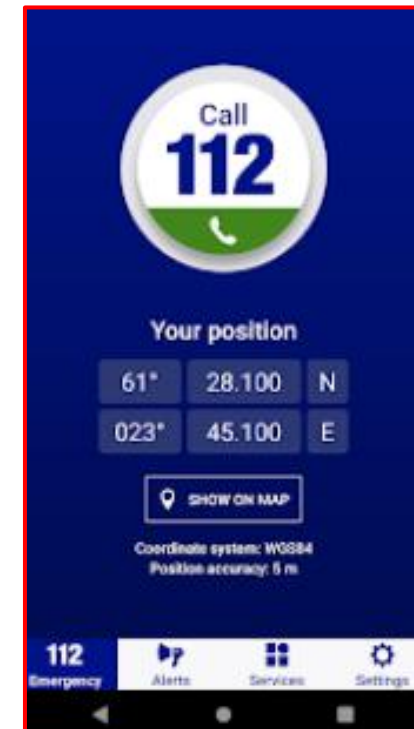 Call
112
Your position
61° 28.100 N
023° 45.100 E
SHOW ON MAP
Coordinate system: WGS84
Position accuracy: 5 m
112
Emergency Alerts Services Settings